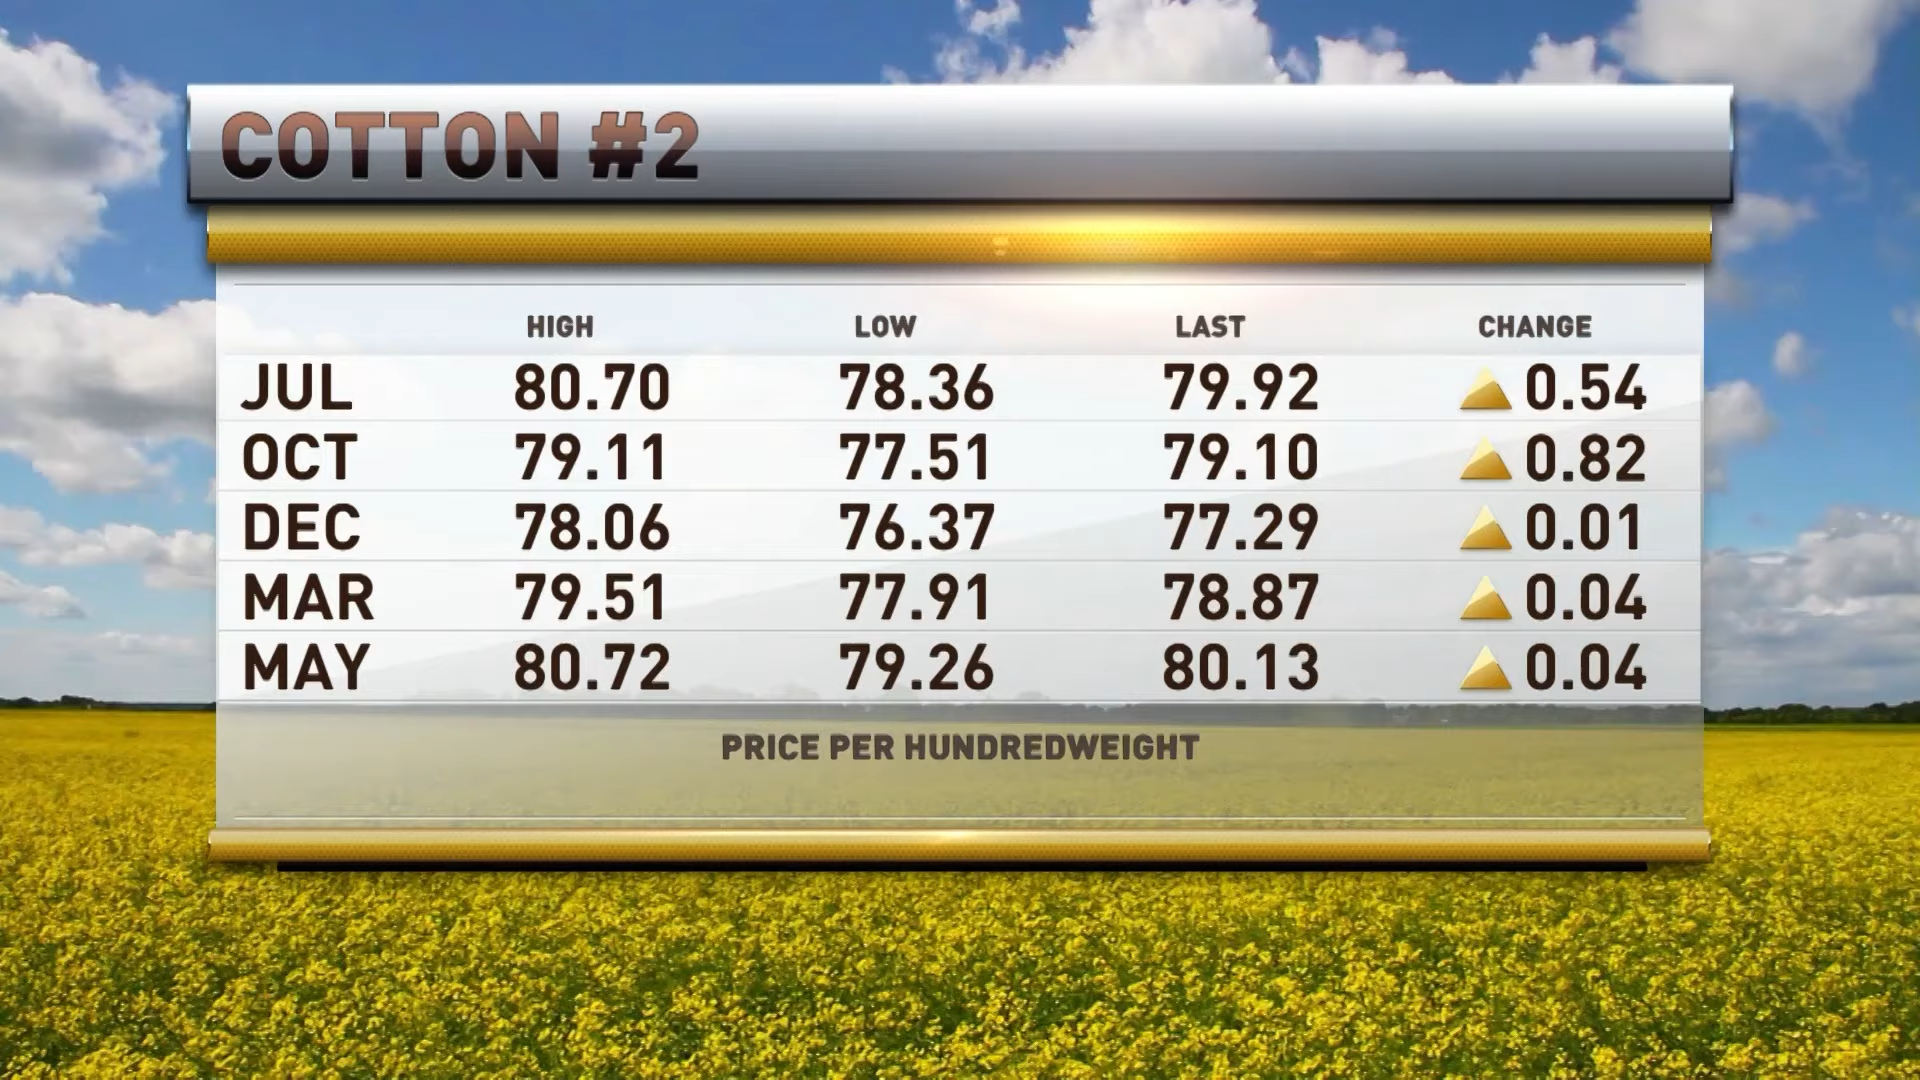 COTTON #2
HIGH LOW LAST CHANGE
JUL 80.70 78.36 79.92 0.54
OCT 79.11 77.51 79.10 0.82
DEC 78.06 76.37 77.29 0.01
MAR 79.51 77.91 78.87 0.04
MAY 80.72 79.26 80.13 0.04
PRICE PER HUNDREDWEIGHT